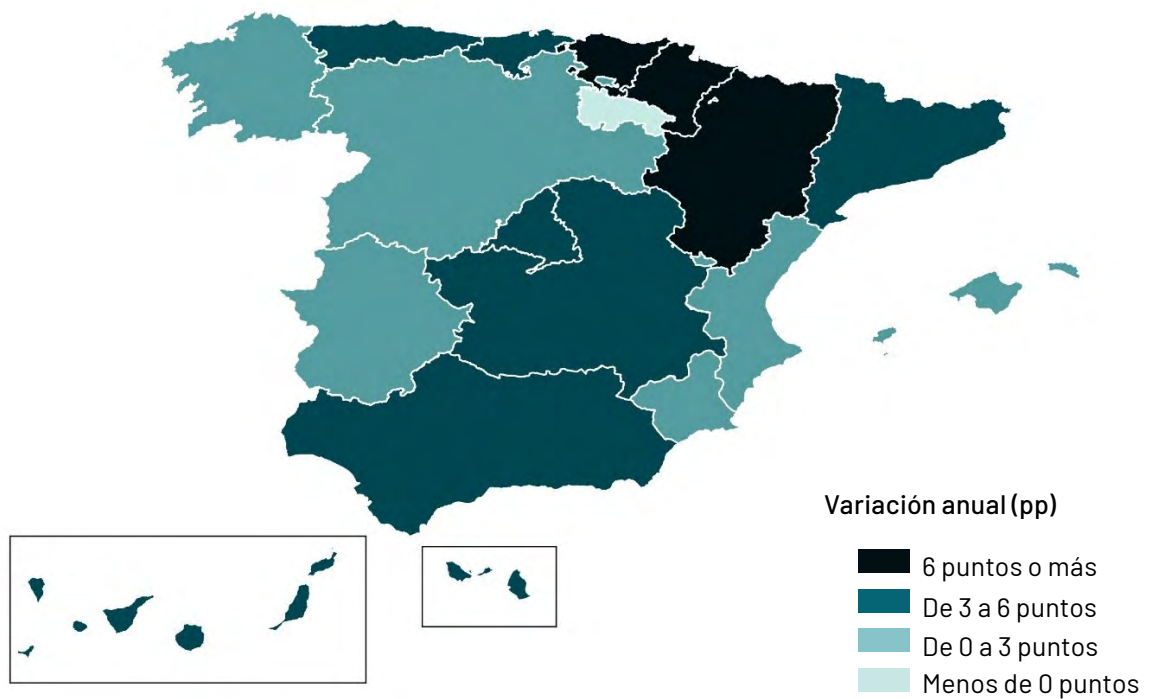 Variación anual (pp)
6 puntos o más
De 3 a 6 puntos
De 0 a 3 puntos
Menos de 0 puntos